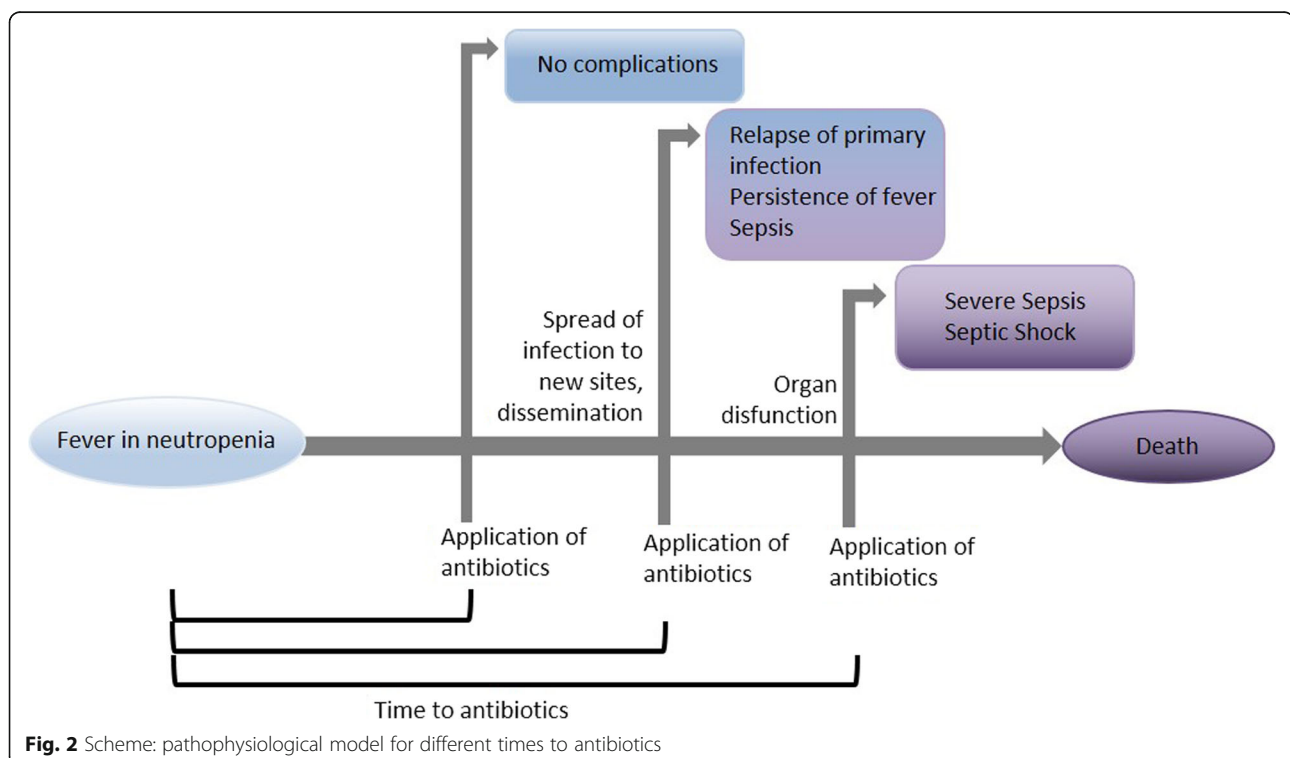 No complications
Relapse of primary
infection
Persistence of fever
Sepsis
Severe Sepsis
Septic Shock
Spread of
infection to
new sites,
dissemination
Organ
disfunction
Fever in neutropenia
Death
Application of
antibiotics
Application of
antibiotics
Application of
antibiotics
Time to antibiotics
Fig. 2 Scheme: pathophysiological model for different times to antibiotics